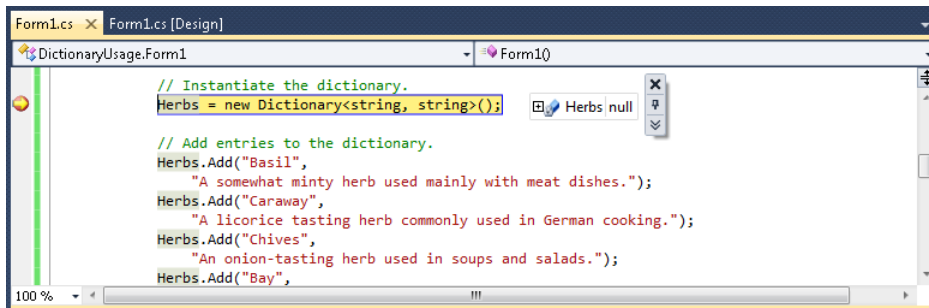 Form1.cs Form1.cs [Design]
DictionaryUsage.Form1 Form1()
// Instantiate the dictionary.
Herbs = new Dictionary<string, string>(); Herbs null
// Add entries to the dictionary.
Herbs.Add("Basil",
"A somewhat minty herb used mainly with meat dishes.");
Herbs.Add("Caraway",
"A licorice tasting herb commonly used in German cooking.");
Herbs.Add("Chives",
"An onion-tasting herb used in soups and salads.");
Herbs.Add("Bay",
100 %